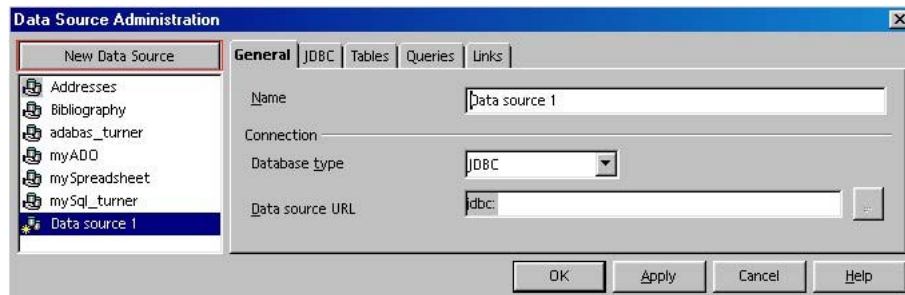 Data Source Administration
New Data Source
Addresses
Bibliography
adabas_turner
myADO
mySpreadsheet
mySql_turner
Data source 1
General JDBC Tables Queries Links
Name Data source 1
Connection
Database type JDBC
Data source URL jdbc: ...
OK Apply Cancel Help